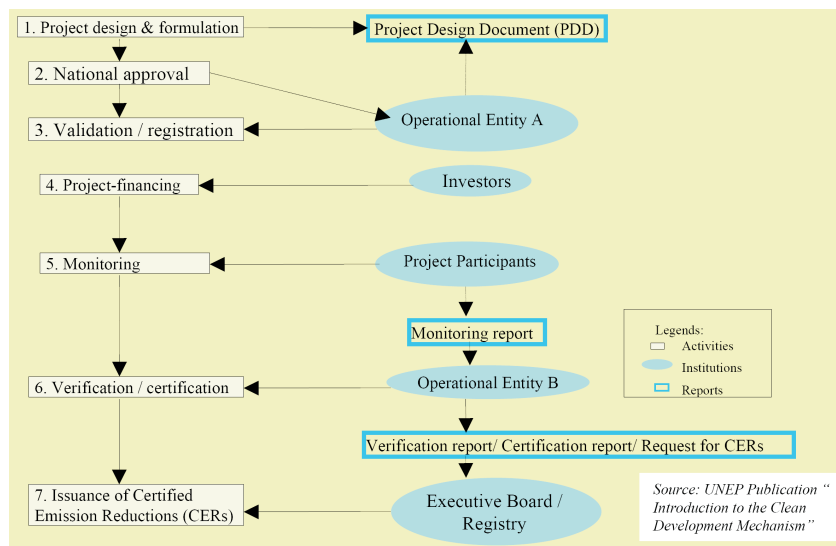 1. Project design & formulation
Project Design Document (PDD)
2. National approval
Operational Entity A
3. Validation / registration
4. Project-financing
Investors
5. Monitoring
Project Participants
Monitoring report
Legends:
Activities
Institutions
Reports
6. Verification / certification
Operational Entity B
Verification report/ Certification report/ Request for CERs
7. Issuance of Certified
Emission Reductions (CERs)
Executive Board /
Registry
Source: UNEP Publication “
Introduction to the Clean
Development Mechanism”